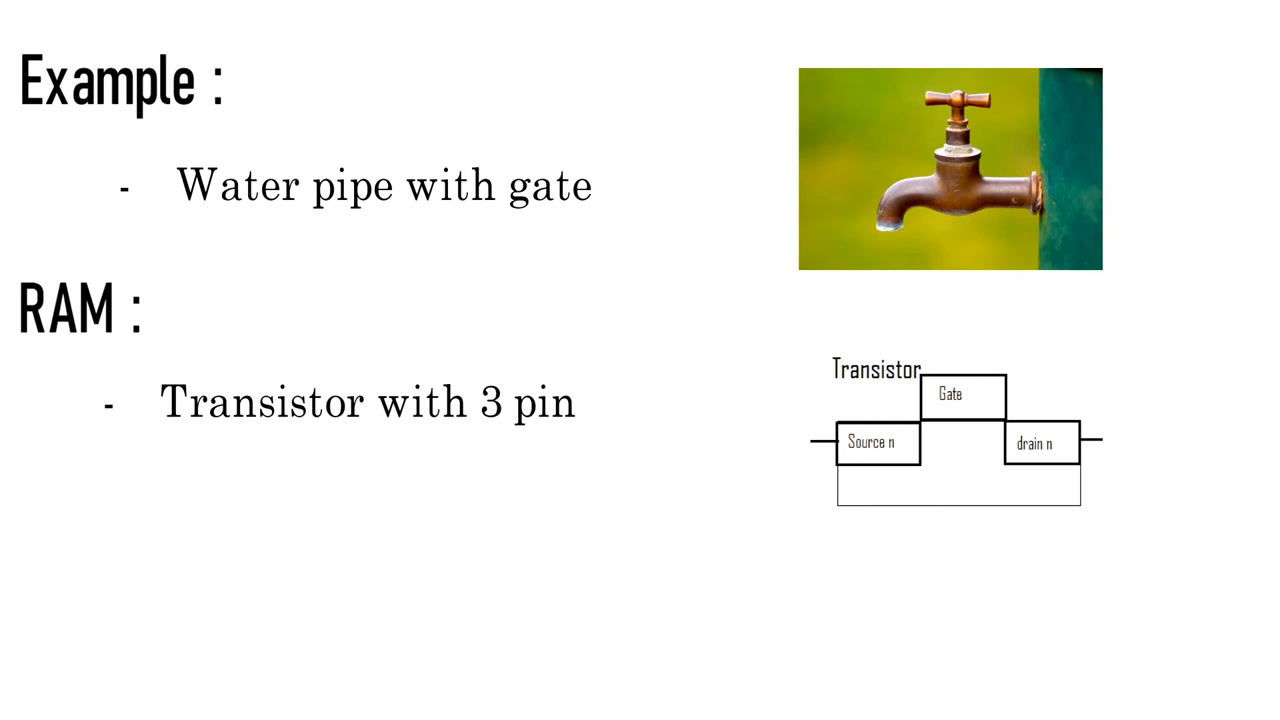 Example :
- Water pipe with gate
RAM :
- Transistor with 3 pin
Transistor
Gate
Source n
drain n